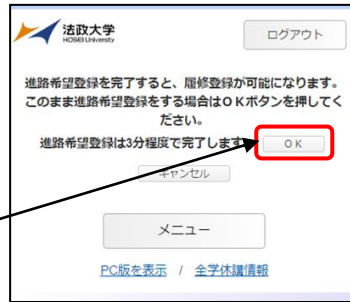 法政大学
HOSEI University
ログアウト
進路希望登録を完了すると、履修登録が可能になります。
このまま進路希望登録をする場合はＯＫボタンを押してく
ださい。
進路希望登録は3分程度で完了します
ＯＫ
キャンセル
メニュー
PC版を表示 / 全学休講情報